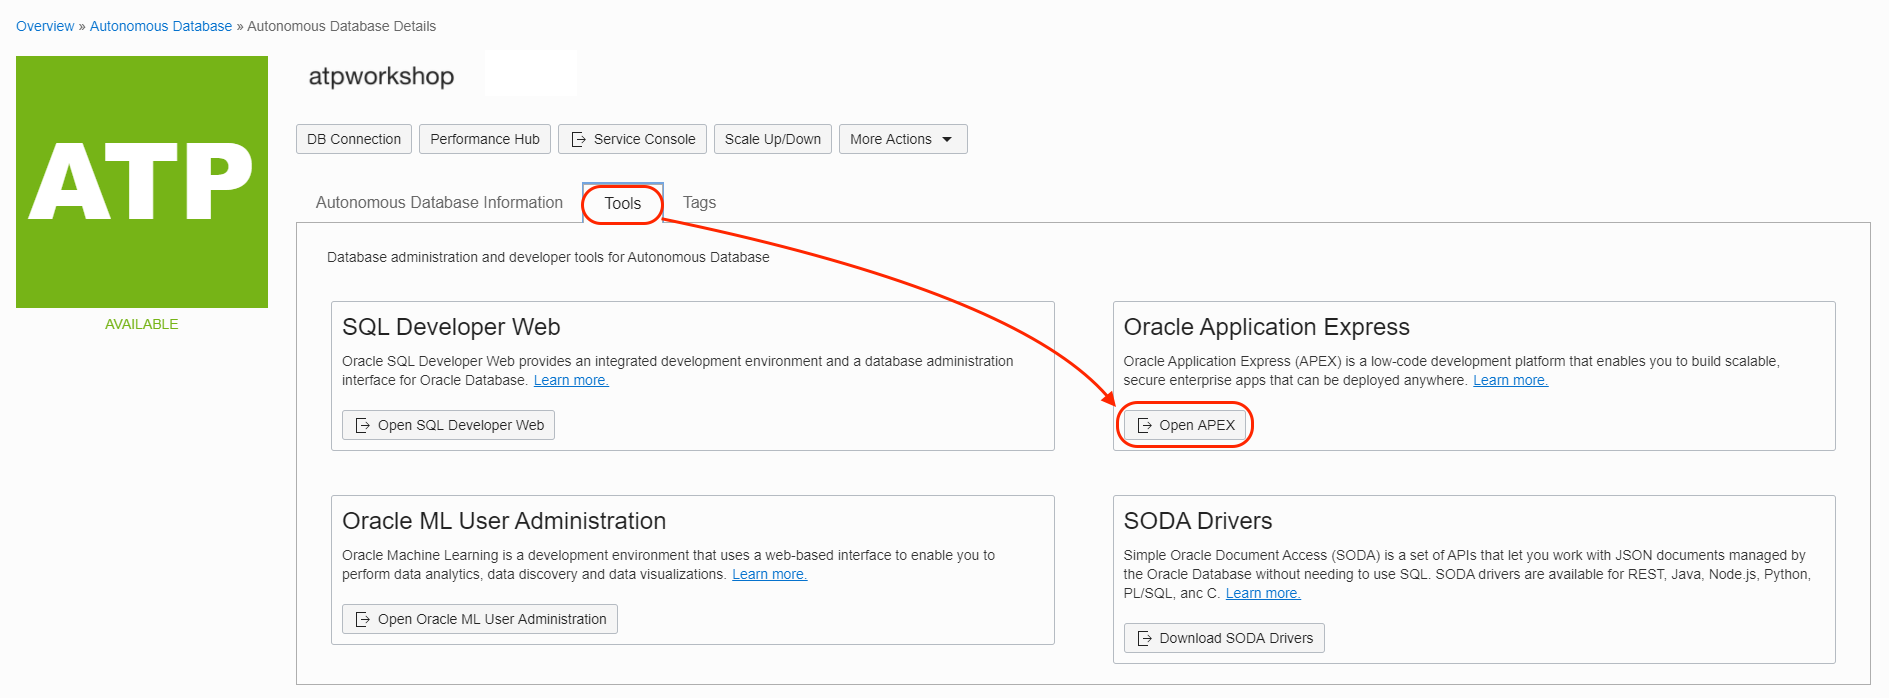 Overview » Autonomous Database » Autonomous Database Details
ATP
AVAILABLE
atpworkshop
DB Connection
Performance Hub
Service Console
Scale Up/Down
More Actions
Autonomous Database Information
Tools
Tags
Database administration and developer tools for Autonomous Database
SQL Developer Web
Oracle SQL Developer Web provides an integrated development environment and a database administration
interface for Oracle Database. Learn more.
Open SQL Developer Web
Oracle Application Express
Oracle Application Express (APEX) is a low-code development platform that enables you to build scalable,
secure enterprise apps that can be deployed anywhere. Learn more.
Open APEX
Oracle ML User Administration
Oracle Machine Learning is a development environment that uses a web-based interface to enable you to
perform data analytics, data discovery and data visualizations. Learn more.
Open Oracle ML User Administration
SODA Drivers
Simple Oracle Document Access (SODA) is a set of APIs that let you work with JSON documents managed by
the Oracle Database without needing to use SQL. SODA drivers are available for REST, Java, Node.js, Python,
PL/SQL, anc C. Learn more.
Download SODA Drivers